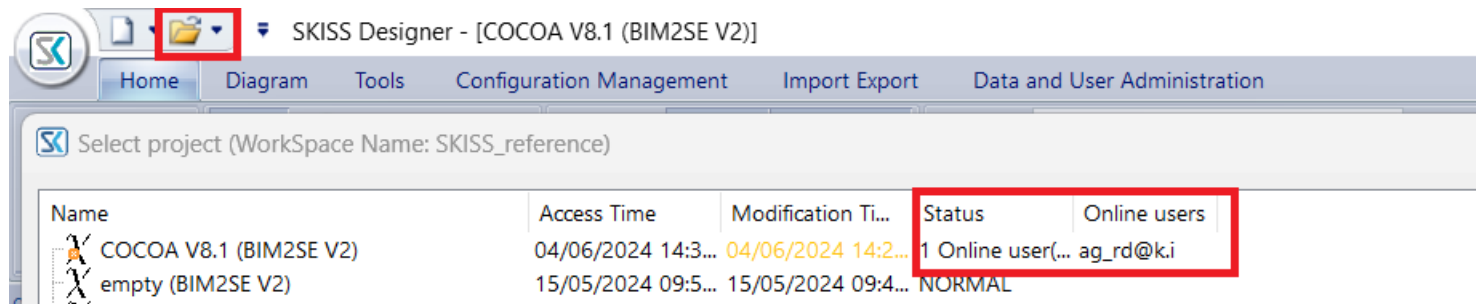 SK SKISS Designer - [COCOA V8.1 (BIM2SE V2)]
Home Diagram Tools Configuration Management Import Export Data and User Administration
SK Select project (WorkSpace Name: SKISS_reference)
Name Access Time Modification Ti... Status Online users
COCOA V8.1 (BIM2SE V2) 04/06/2024 14:3... 04/06/2024 14:2... 1 Online user(... ag_rd@k.i
empty (BIM2SE V2) 15/05/2024 09:5... 15/05/2024 09:4... NORMAL